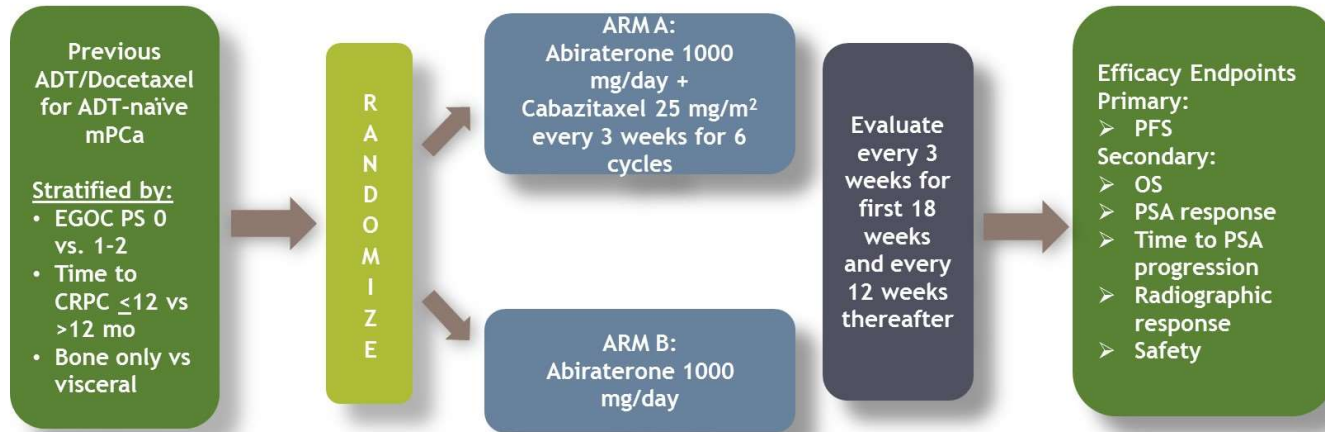 Previous
ADT/Docetaxel
for ADT-naïve
mPCa
Stratified by:
• EGOC PS 0
vs. 1-2
• Time to
CRPC ≤12 vs
>12 mo
• Bone only vs
visceral
R
A
N
D
O
M
I
Z
E
ARM A:
Abiraterone 1000
mg/day +
Cabazitaxel 25 mg/m²
every 3 weeks for 6
cycles
ARM B:
Abiraterone 1000
mg/day
Evaluate
every 3
weeks for
first 18
weeks
and every
12 weeks
thereafter
Efficacy Endpoints
Primary:
➢ PFS
Secondary:
➢ OS
➢ PSA response
➢ Time to PSA
progression
➢ Radiographic
response
➢ Safety